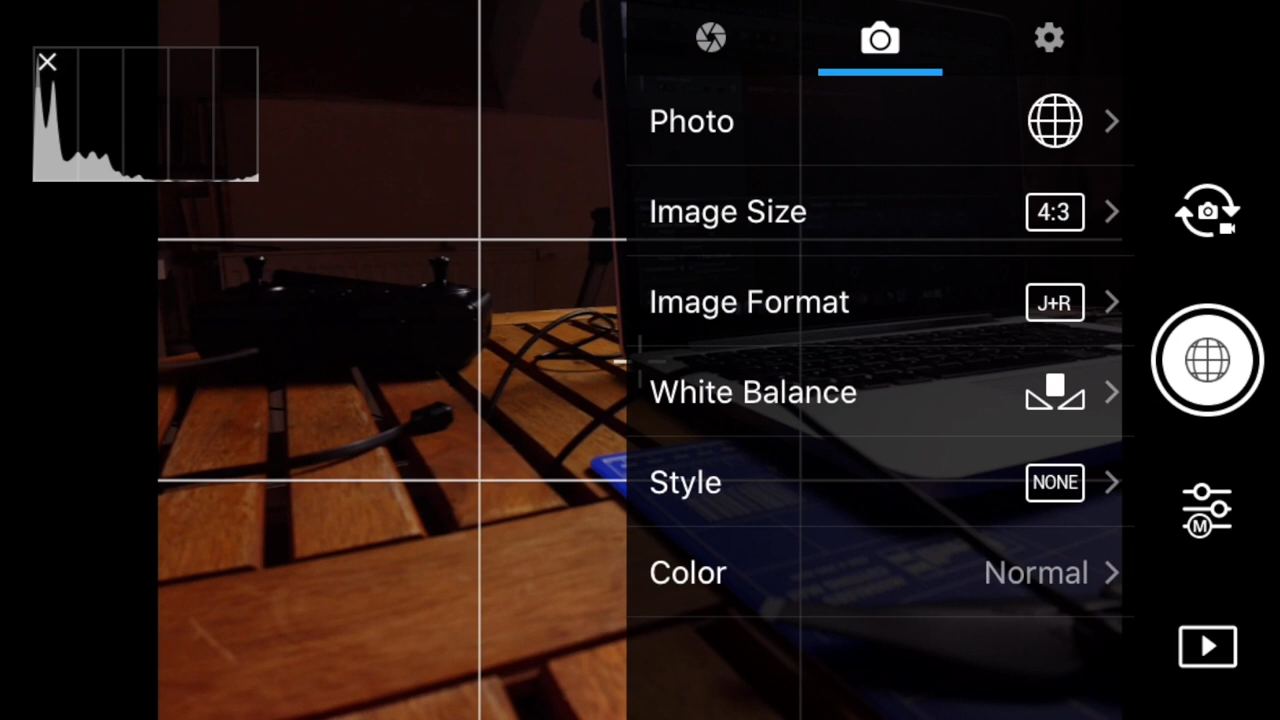 Photo
Image Size 4:3
Image Format J+R
White Balance
Style NONE
Color Normal
M